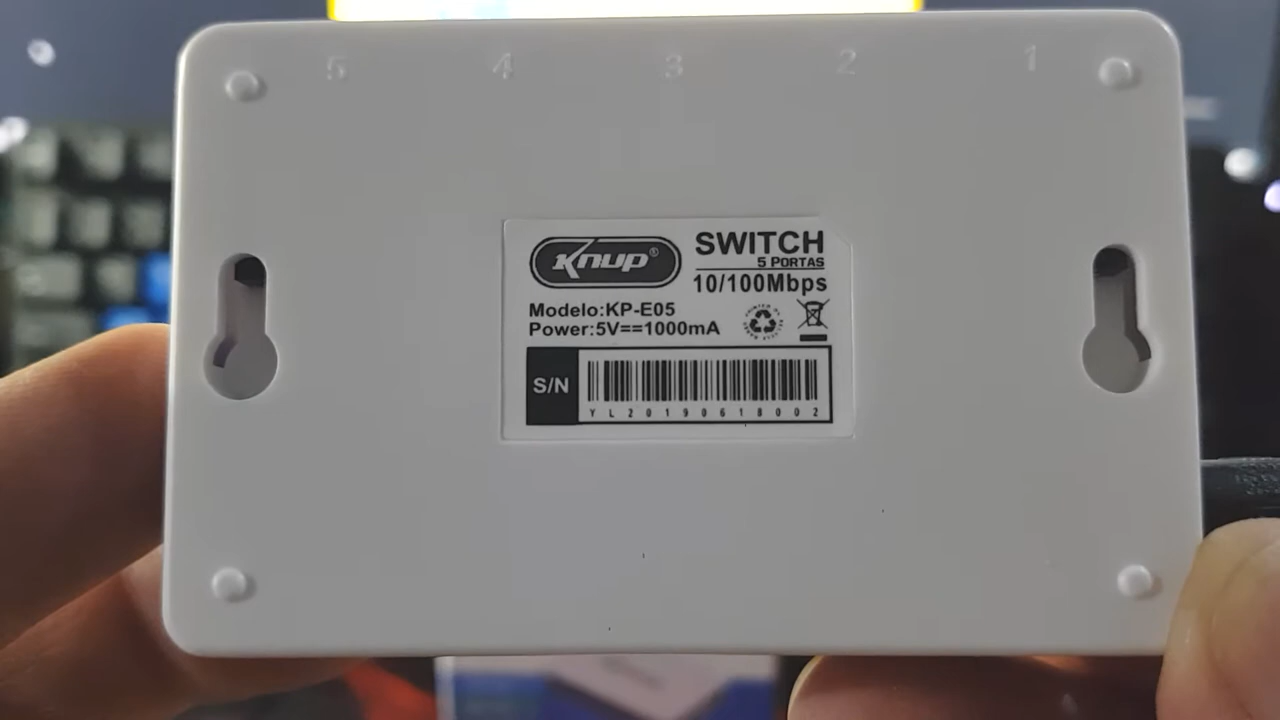 5 4 3 2 1
Knup®
SWITCH
5 PORTAS
10/100Mbps
Modelo:KP-E05
Power:5V==1000mA
S/N
YL20190618002